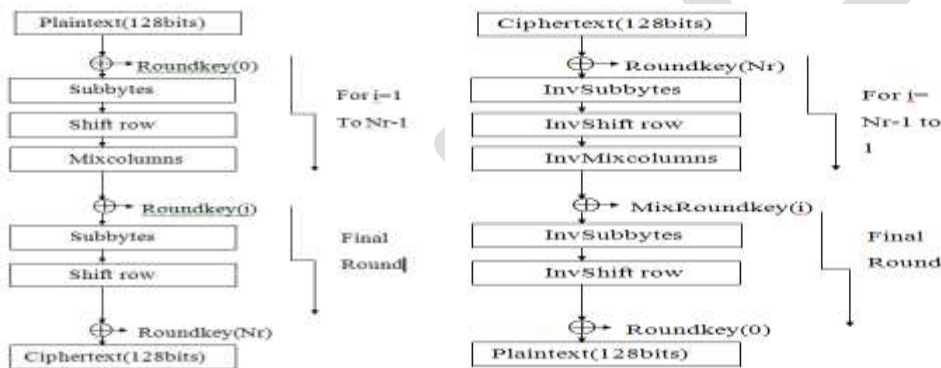 Plaintext(128bits)
Roundkey(0)
Subbytes
Shift row
Mixcolumns
For i=1
To Nr-1
Roundkey(i)
Subbytes
Shift row
Final
Round
Roundkey(Nr)
Ciphertext(128bits)
Ciphertext(128bits)
Roundkey(Nr)
InvSubbytes
InvShift row
InvMixcolumns
For i=
Nr-1 to
1
MixRoundkey(i)
InvSubbytes
InvShift row
Final
Round
Roundkey(0)
Plaintext(128bits)